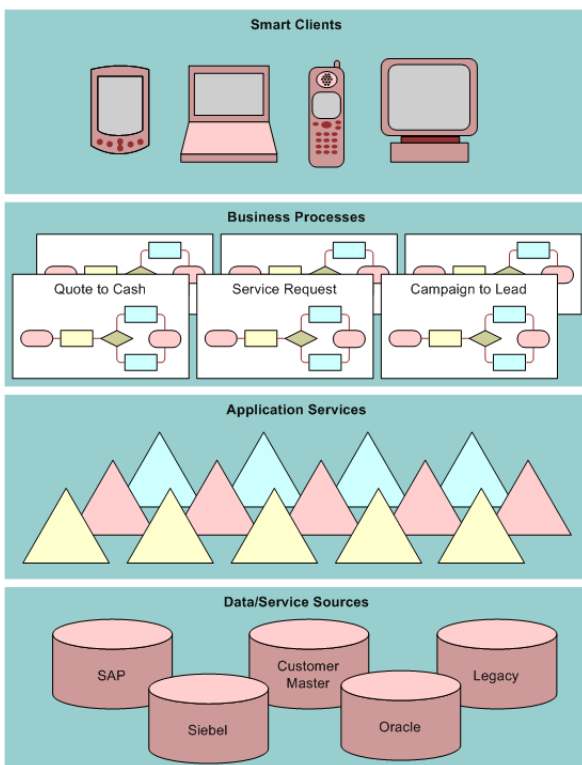 Smart Clients
Business Processes
Quote to Cash
Service Request
Campaign to Lead
Application Services
Data/Service Sources
SAP
Customer
Master
Legacy
Siebel
Oracle